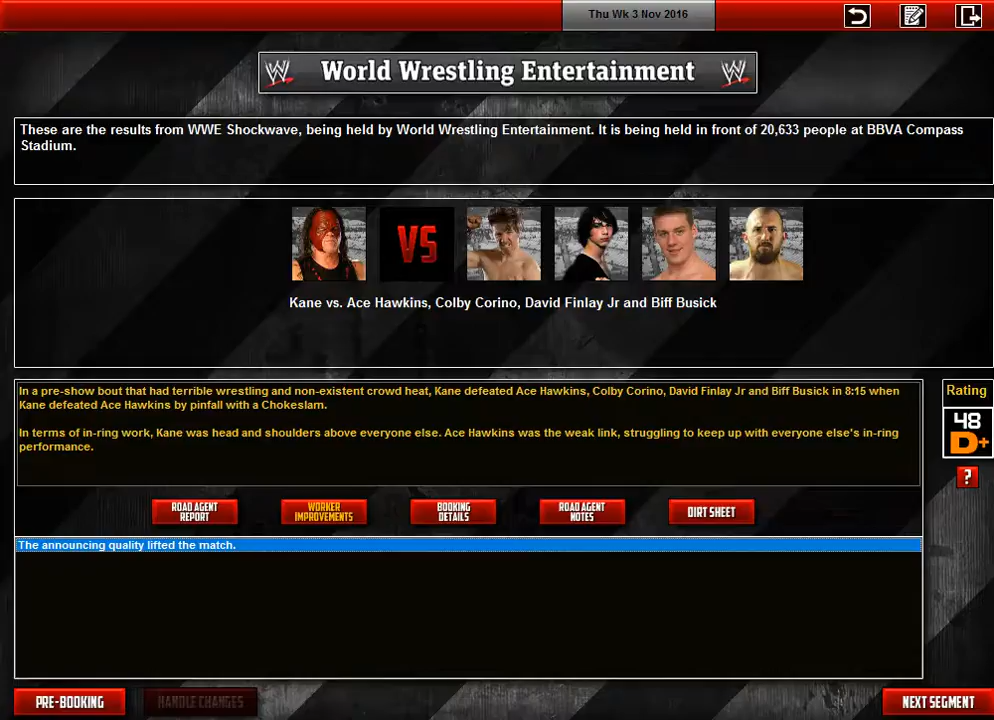 Thu Wk 3 Nov 2016
World Wrestling Entertainment
These are the results from WWE Shockwave, being held by World Wrestling Entertainment. It is being held in front of 20,633 people at BBVA Compass
Stadium.
VS
Kane vs. Ace Hawkins, Colby Corino, David Finlay Jr and Biff Busick
In a pre-show bout that had terrible wrestling and non-existent crowd heat, Kane defeated Ace Hawkins, Colby Corino, David Finlay Jr and Biff Busick in 8:15 when
Kane defeated Ace Hawkins by pinfall with a Chokeslam.
In terms of in-ring work, Kane was head and shoulders above everyone else. Ace Hawkins was the weak link, struggling to keep up with everyone else's in-ring
performance.
Rating
48
D+
?
ROAD AGENT
REPORT
WORKER
IMPROVEMENTS
BOOKING
DETAILS
ROAD AGENT
NOTES
DIRT SHEET
The announcing quality lifted the match.
PRE-BOOKING
HANDLE CHANGES
NEXT SEGMENT